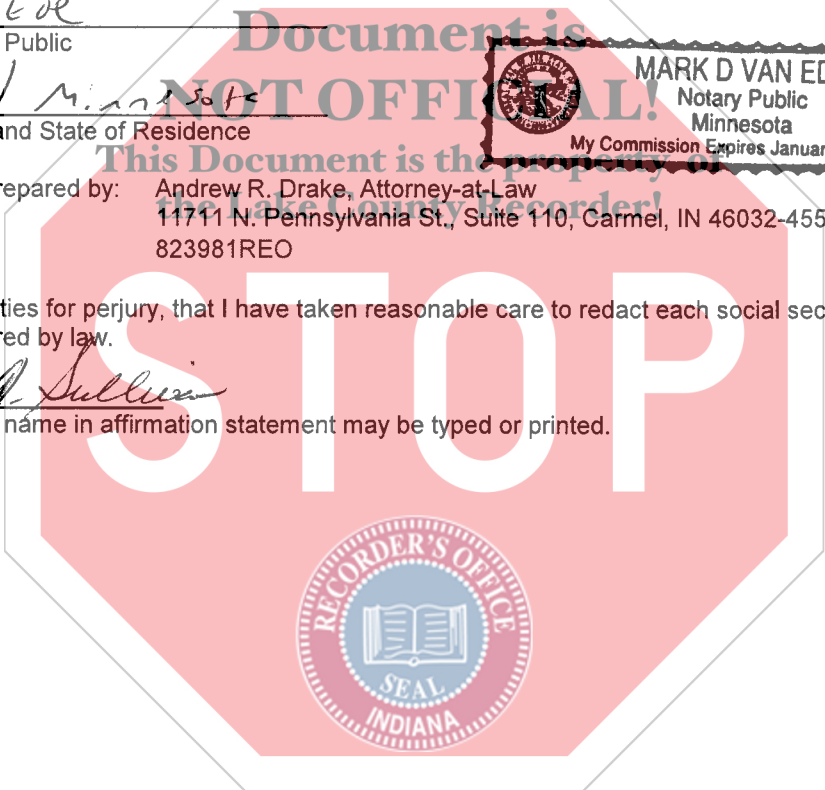 Document is
Public
MARK D VAN ED
NOT OFFICIAL!
Notary Public
Minnesota
Minnesota
and State of Residence
My Commission Expires Januar
This Document is the property of
the Lake County Recorder!
repared by: Andrew R. Drake, Attorney-at-Law
11711 N. Pennsylvania St., Suite 110, Carmel, IN 46032-455
823981REO
ties for perjury, that I have taken reasonable care to redact each social sec
red by law.
Sullivan
name in affirmation statement may be typed or printed.
STOP
RECORDER'S OFFICE
SEAL
INDIANA